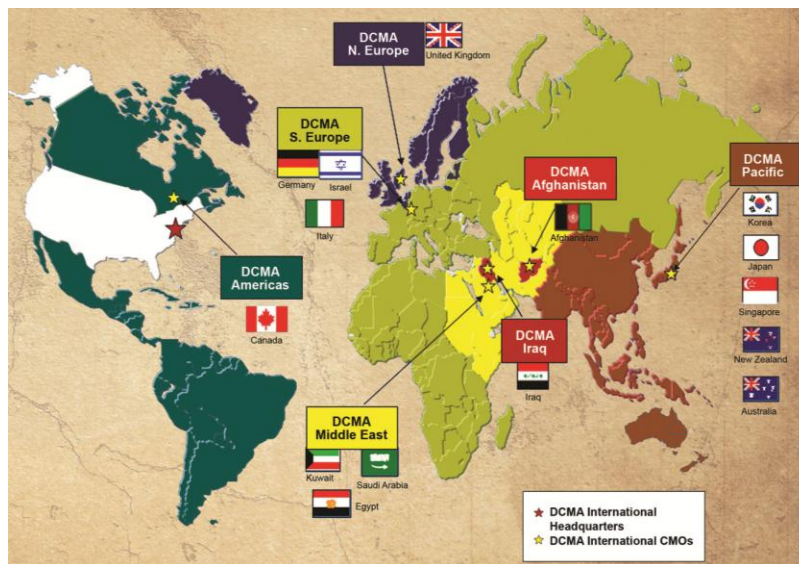 DCMA
N. Europe
United Kingdom
DCMA
S. Europe
Germany
Israel
Italy
DCMA
Afghanistan
Afghanistan
DCMA
Pacific
Korea
Japan
Singapore
New Zealand
Australia
DCMA
Americas
Canada
DCMA
Iraq
Iraq
DCMA
Middle East
Kuwait
Saudi Arabia
Egypt
DCMA International
Headquarters
DCMA International CMOs